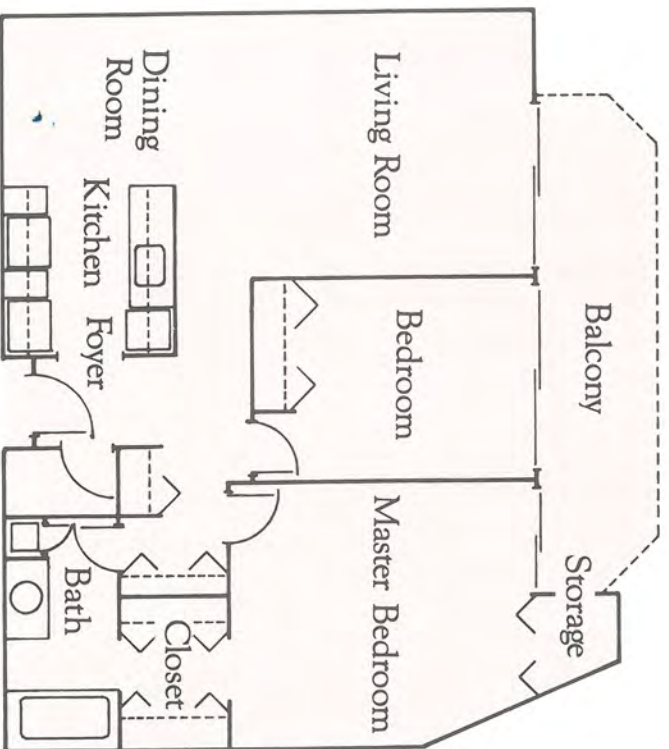 Balcony
Storage
Living Room
Bedroom
Master Bedroom
Dining
Room
Kitchen
Foyer
Closet
Bath